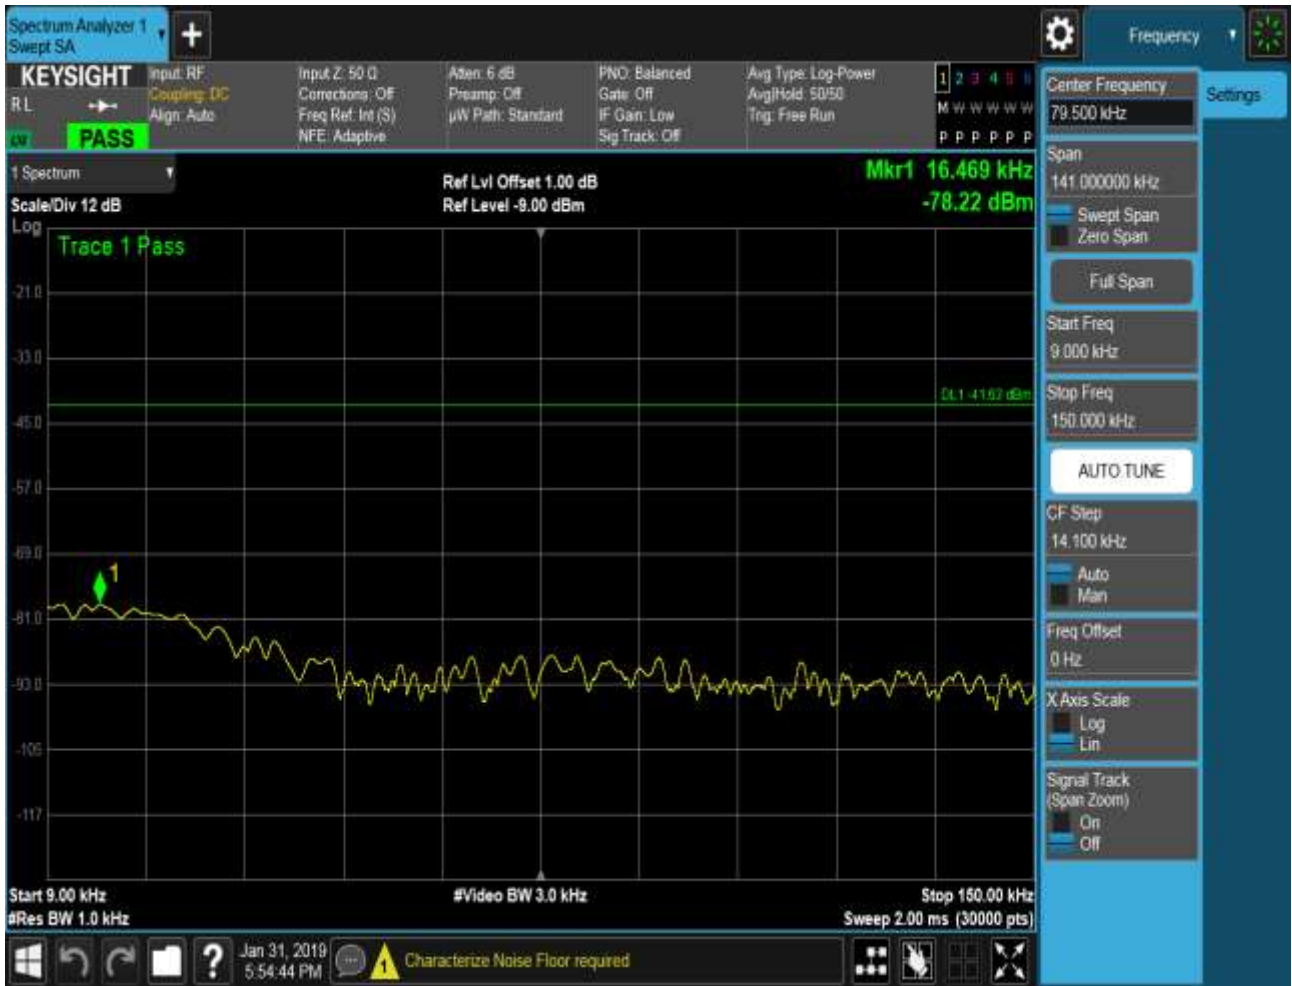 Spectrum Analyzer 1
Swept SA
+
Frequency
KEYSIGHT
RL
PASS
Input: RF
Coupling: DC
Align: Auto
Input Z: 50 Ω
Corrections: Off
Freq Ref: Int (S)
NFE: Adaptive
Atten: 6 dB
Preamp: Off
µW Path: Standard
PNO: Balanced
Gate: Off
IF Gain: Low
Sig Track: Off
Avg Type: Log-Power
Avg|Hold: 50/50
Trig: Free Run
1 2 3 4 5 6
M W W W W W
P P P P P P
1 Spectrum
Scale/Div 12 dB
Ref Lvl Offset 1.00 dB
Ref Level -9.00 dBm
Mkr1 16.469 kHz
-78.22 dBm
Log
Trace 1 Pass
-21.0
-33.0
DL1 -41.67 dBm
-45.0
-57.0
-69.0
1
-81.0
-93.0
-105
-117
Start 9.00 kHz
#Video BW 3.0 kHz
Stop 150.00 kHz
#Res BW 1.0 kHz
Sweep 2.00 ms (30000 pts)
Center Frequency
79.500 kHz
Settings
Span
141.000000 kHz
Swept Span
Zero Span
Full Span
Start Freq
9.000 kHz
Stop Freq
150.000 kHz
AUTO TUNE
CF Step
14.100 kHz
Auto
Man
Freq Offset
0 Hz
X Axis Scale
Log
Lin
Signal Track
(Span Zoom)
On
Off
?
Jan 31, 2019
5:54:44 PM
1
Characterize Noise Floor required